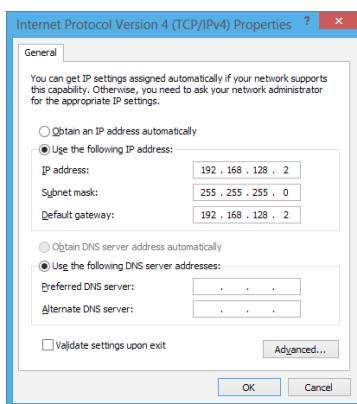 Internet Protocol Version 4 (TCP/IPv4) Properties ? ×
General
You can get IP settings assigned automatically if your network supports
this capability. Otherwise, you need to ask your network administrator
for the appropriate IP settings.
Obtain an IP address automatically
Use the following IP address:
IP address: 192 . 168 . 128 . 2
Subnet mask: 255 . 255 . 255 . 0
Default gateway: 192 . 168 . 128 . 2
Obtain DNS server address automatically
Use the following DNS server addresses:
Preferred DNS server: . . .
Alternate DNS server: . . .
Validate settings upon exit
Advanced...
OK Cancel